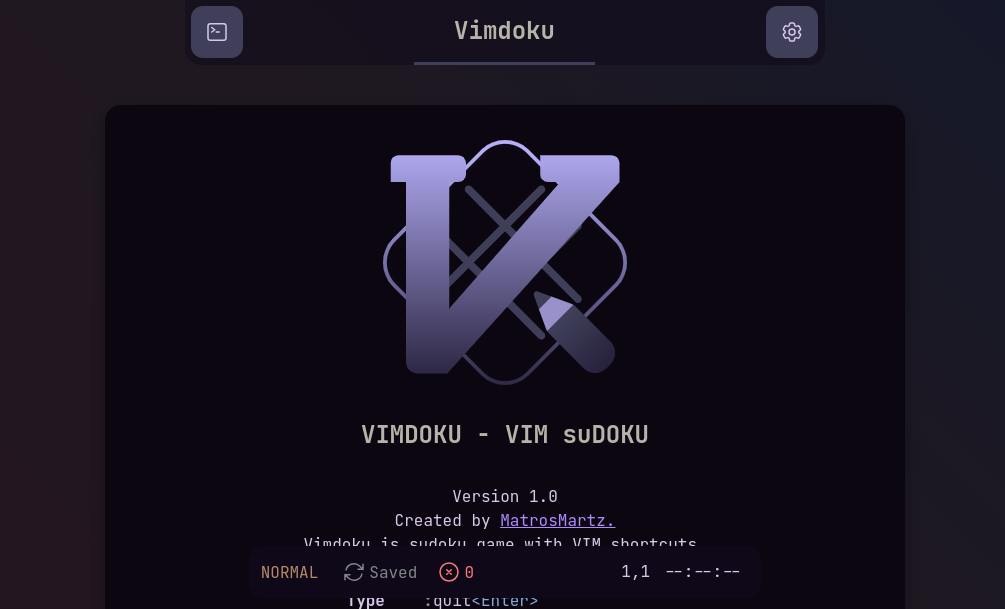 Vimdoku
VIMDOKU - VIM suDOKU
Version 1.0
Created by MatrosMartz.
Vimdoku is sudoku game with VIM shortcuts
NORMAL Saved 0 1,1 --:--:--
Type :quit<Enter>